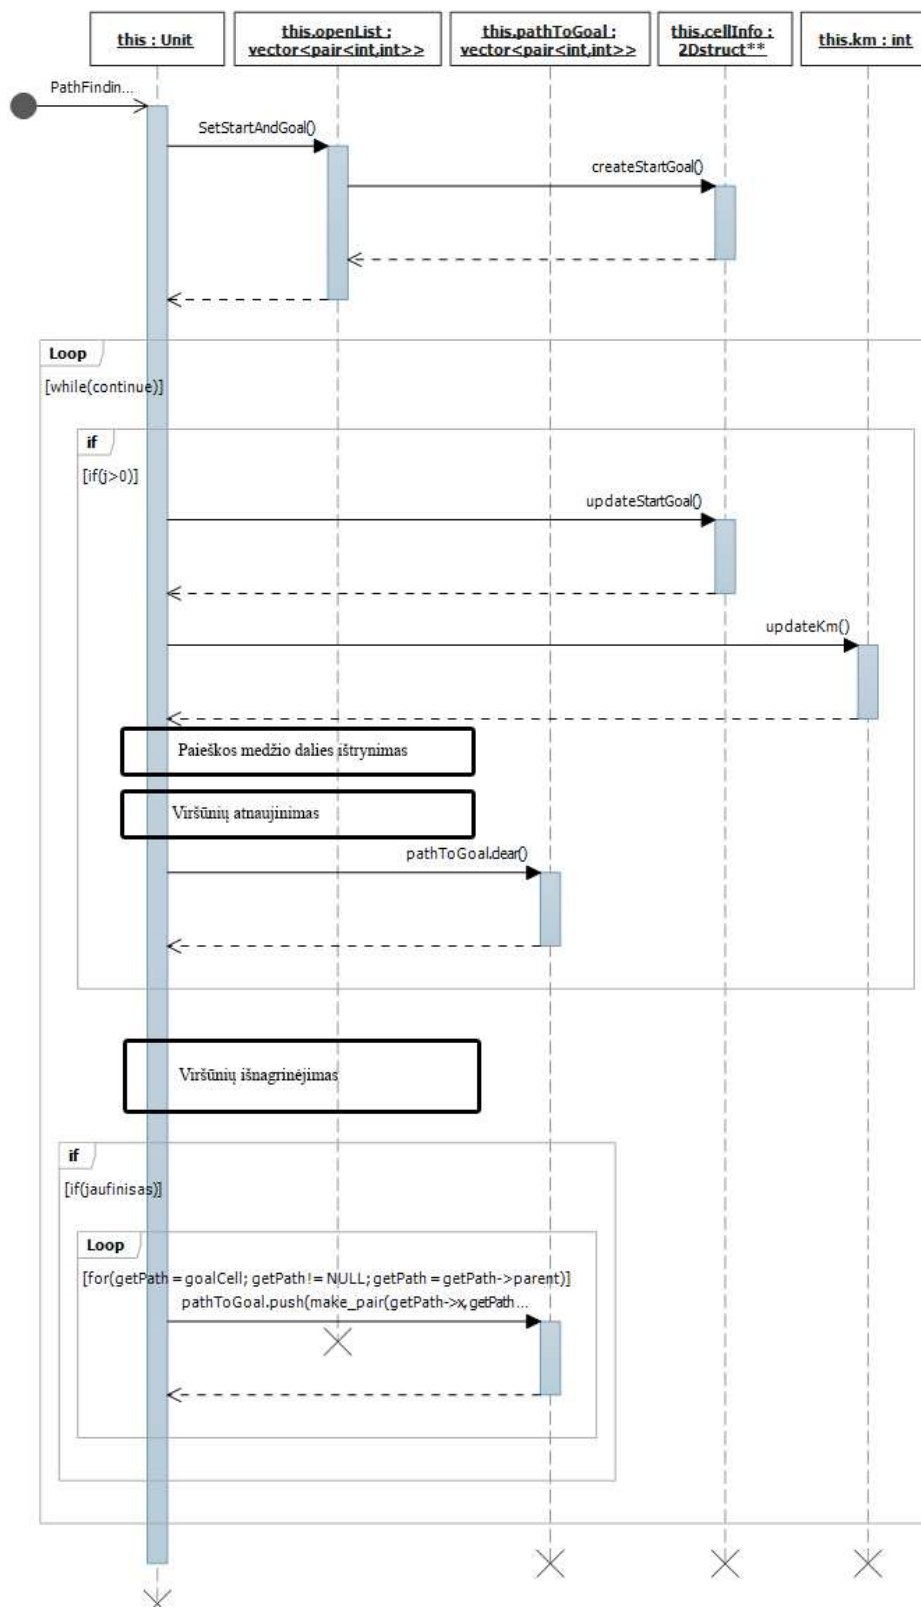 this : Unit
this.openList :
vector<pair<int,int>>
this.pathToGoal :
vector<pair<int,int>>
this.cellInfo :
2Dstruct**
this.km : int
PathFindin...
SetStartAndGoal()
createStartGoal()
Loop
[while(continue)]
if
[if(j>0)]
updateStartGoal()
updateKm()
Paieškos medžio dalies ištrynimas
Viršūnių atnaujinimas
pathToGoal.clear()
Viršūnių išnagrinėjimas
if
[if(jaufinisas)]
Loop
[for(getPath = goalCell; getPath != NULL; getPath = getPath->parent)]
pathToGoal.push(make_pair(getPath->x, getPath...